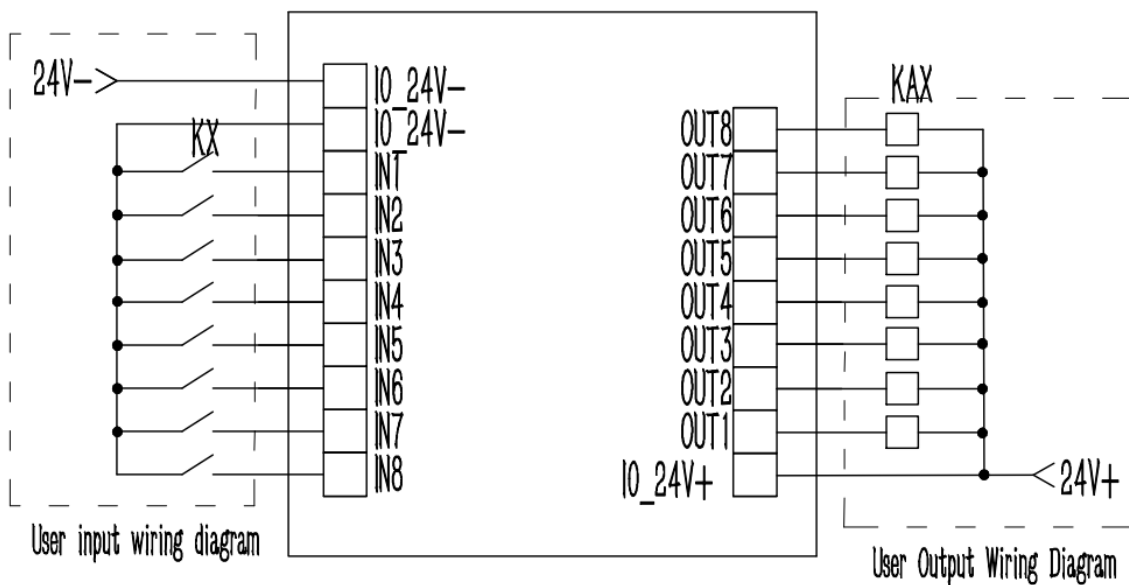 24V-
KX
IO_24V-
IO_24V-
IN1
IN2
IN3
IN4
IN5
IN6
IN7
IN8
User input wiring diagram
KAX
OUT8
OUT7
OUT6
OUT5
OUT4
OUT3
OUT2
OUT1
IO_24V+
24V+
User Output Wiring Diagram